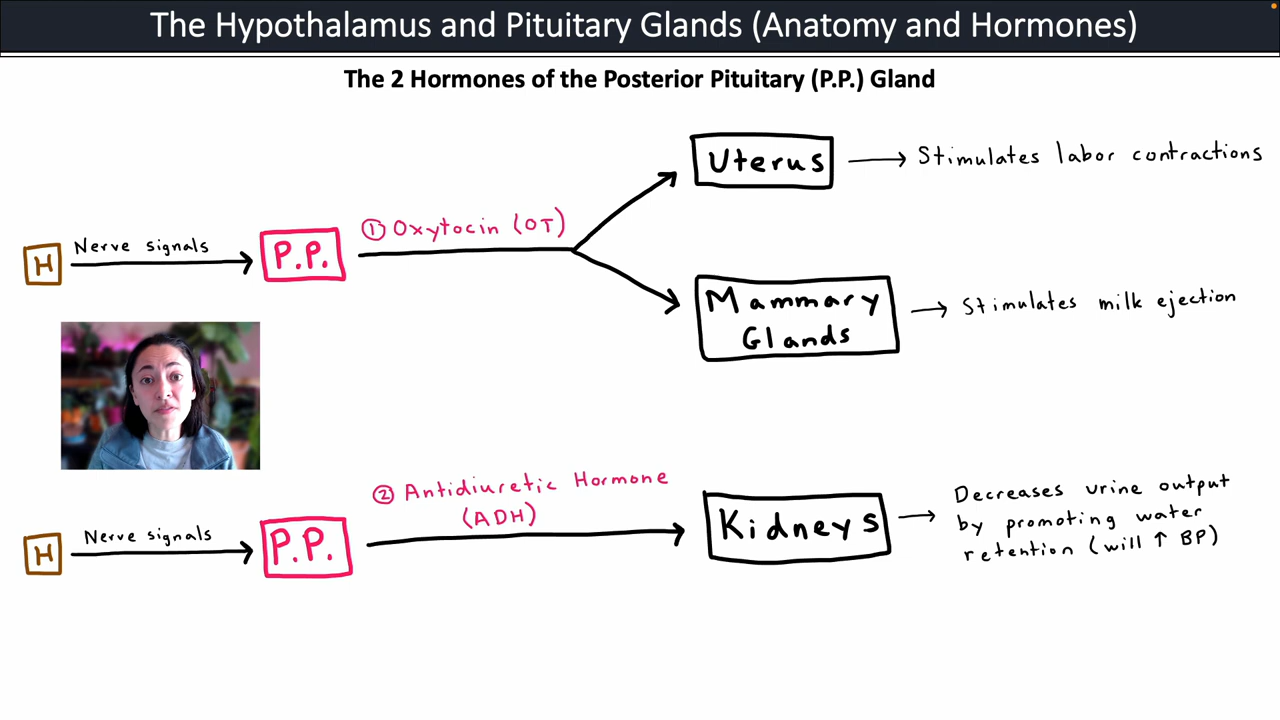 The Hypothalamus and Pituitary Glands (Anatomy and Hormones)
The 2 Hormones of the Posterior Pituitary (P.P.) Gland
Uterus
Stimulates labor contractions
① Oxytocin (OT)
H
Nerve signals
P.P.
Mammary
Glands
Stimulates milk ejection
② Antidiuretic Hormone
(ADH)
H
Nerve signals
P.P.
Kidneys
Decreases urine output
by promoting water
retention (will ↑ BP)